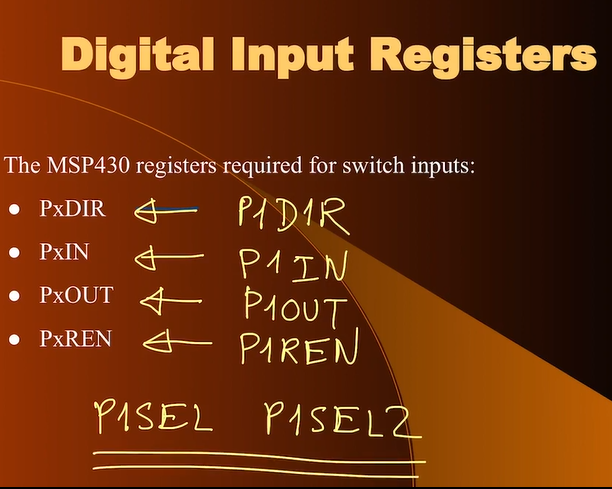 Digital Input Registers
The MSP430 registers required for switch inputs:
● PxDIR ← P1DIR
● PxIN ← P1IN
● PxOUT ← P1OUT
● PxREN ← P1REN
P1SEL P1SEL2